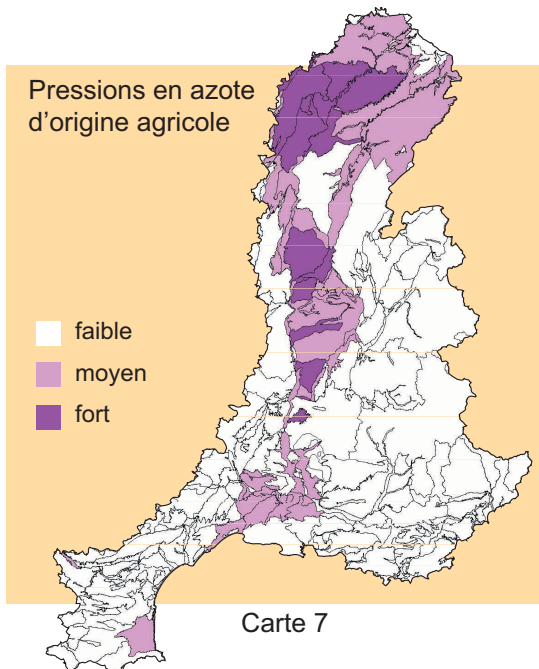 Pressions en azote
d'origine agricole
faible
moyen
fort
Carte 7